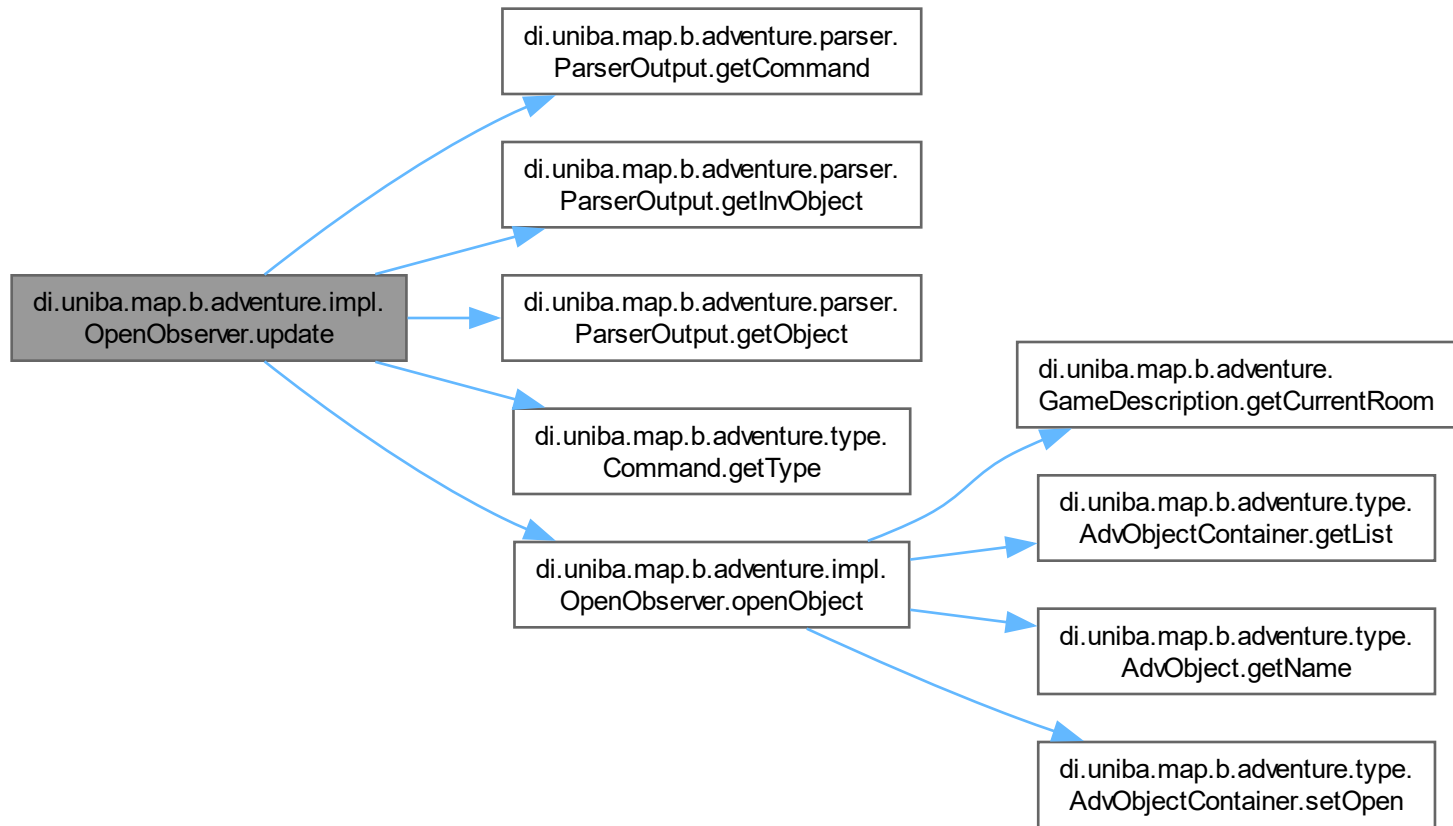 di.uniba.map.b.adventure.parser.
ParserOutput.getCommand
di.uniba.map.b.adventure.parser.
ParserOutput.getInvObject
di.uniba.map.b.adventure.impl.
OpenObserver.update
di.uniba.map.b.adventure.parser.
ParserOutput.getObject
di.uniba.map.b.adventure.type.
Command.getType
di.uniba.map.b.adventure.impl.
OpenObserver.openObject
di.uniba.map.b.adventure.
GameDescription.getCurrentRoom
di.uniba.map.b.adventure.type.
AdvObjectContainer.getList
di.uniba.map.b.adventure.type.
AdvObject.getName
di.uniba.map.b.adventure.type.
AdvObjectContainer.setOpen